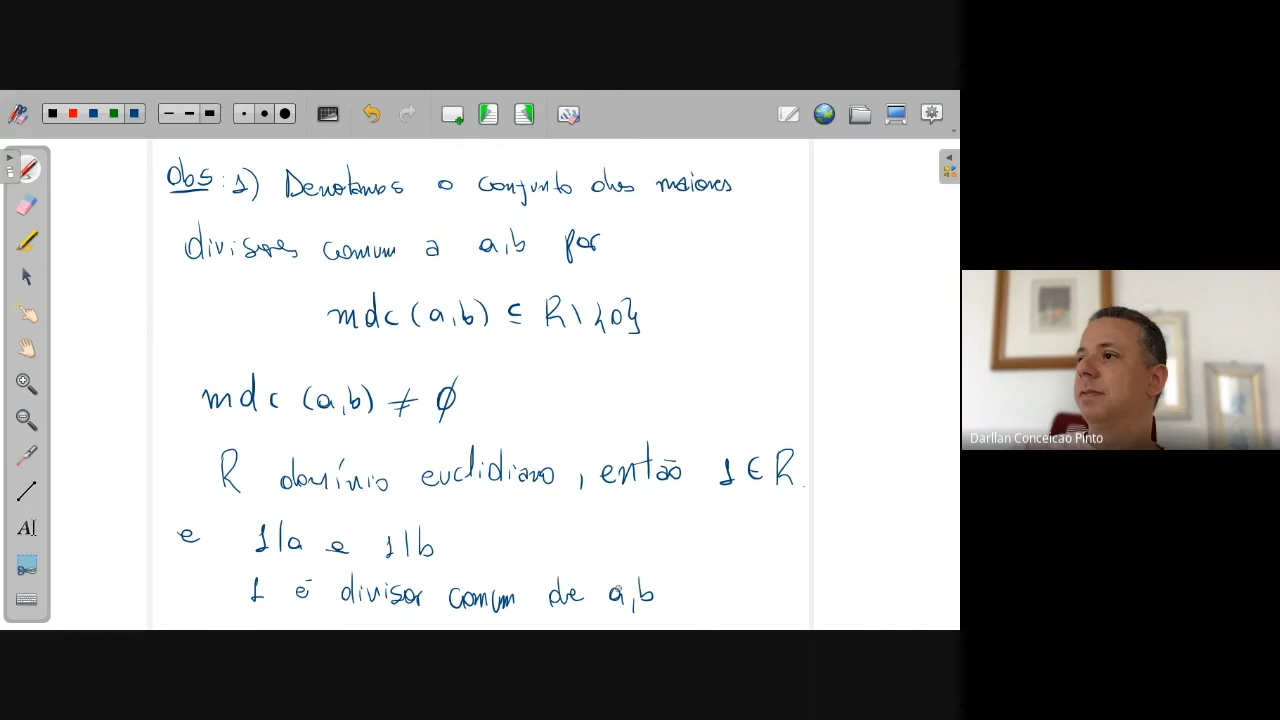 Obs: 1) Denotamos o conjunto dos maiores
divisores comum a a,b por
mdc (a,b) ⊆ R \ {0}
mdc (a,b) ≠ ∅
R domínio euclidiano, então 1 ∈ R.
e 1|a e 1|b
1 é divisor comum de a,b
Darllan Conceicao Pinto